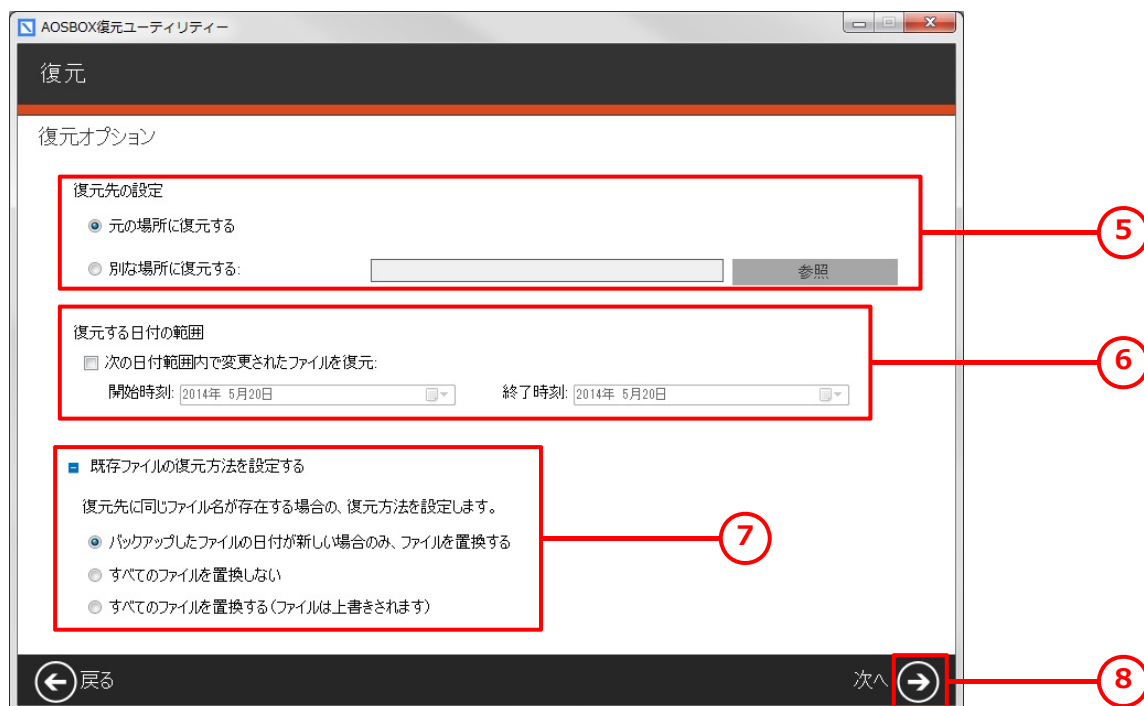 AOSBOX復元ユーティリティー
復元
復元オプション
復元先の設定
元の場所に復元する
5
別な場所に復元する: 参照
復元する日付の範囲
次の日付範囲内で変更されたファイルを復元:
6
開始時刻: 2014年 5月20日 終了時刻: 2014年 5月20日
既存ファイルの復元方法を設定する
復元先に同じファイル名が存在する場合の、復元方法を設定します。
バックアップしたファイルの日付が新しい場合のみ、ファイルを置換する
7
すべてのファイルを置換しない
すべてのファイルを置換する(ファイルは上書きされます)
戻る 次へ
8